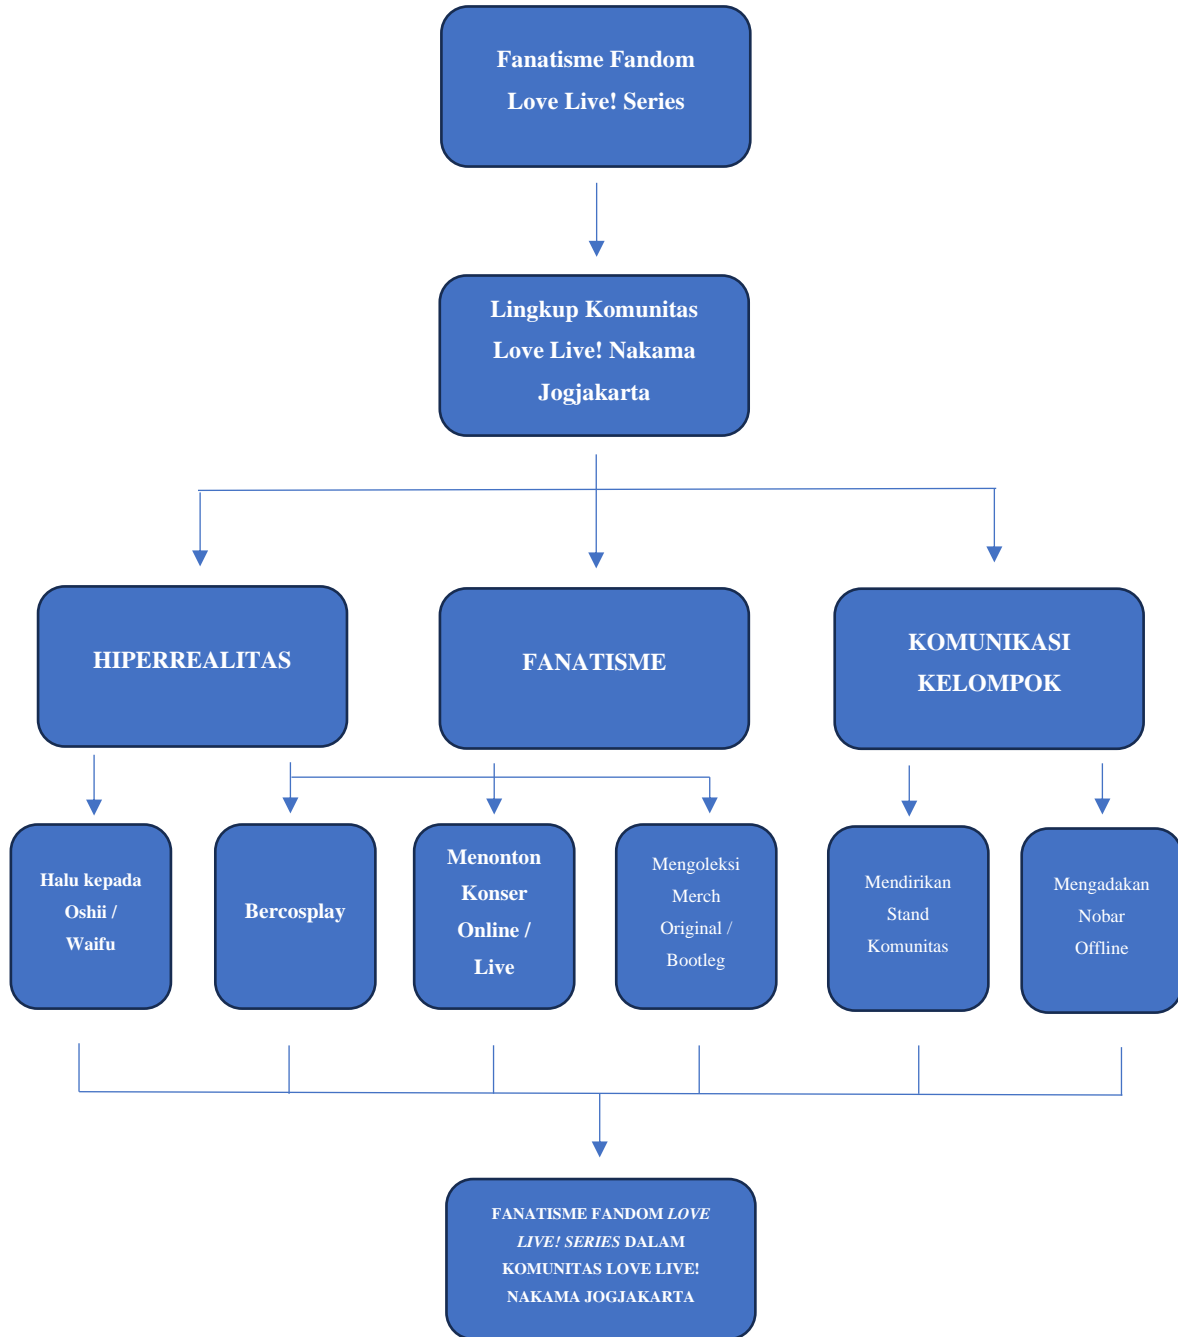 Fanatisme Fandom
Love Live! Series
Lingkup Komunitas
Love Live! Nakama
Jogjakarta
HIPERREALITAS
FANATISME
KOMUNIKASI
KELOMPOK
Halu kepada
Oshii /
Waifu
Bercosplay
Menonton
Konser
Online /
Live
Mengoleksi
Merch
Original /
Bootleg
Mendirikan
Stand
Komunitas
Mengadakan
Nobar
Offline
FANATISME FANDOM LOVE
LIVE! SERIES DALAM
KOMUNITAS LOVE LIVE!
NAKAMA JOGJAKARTA